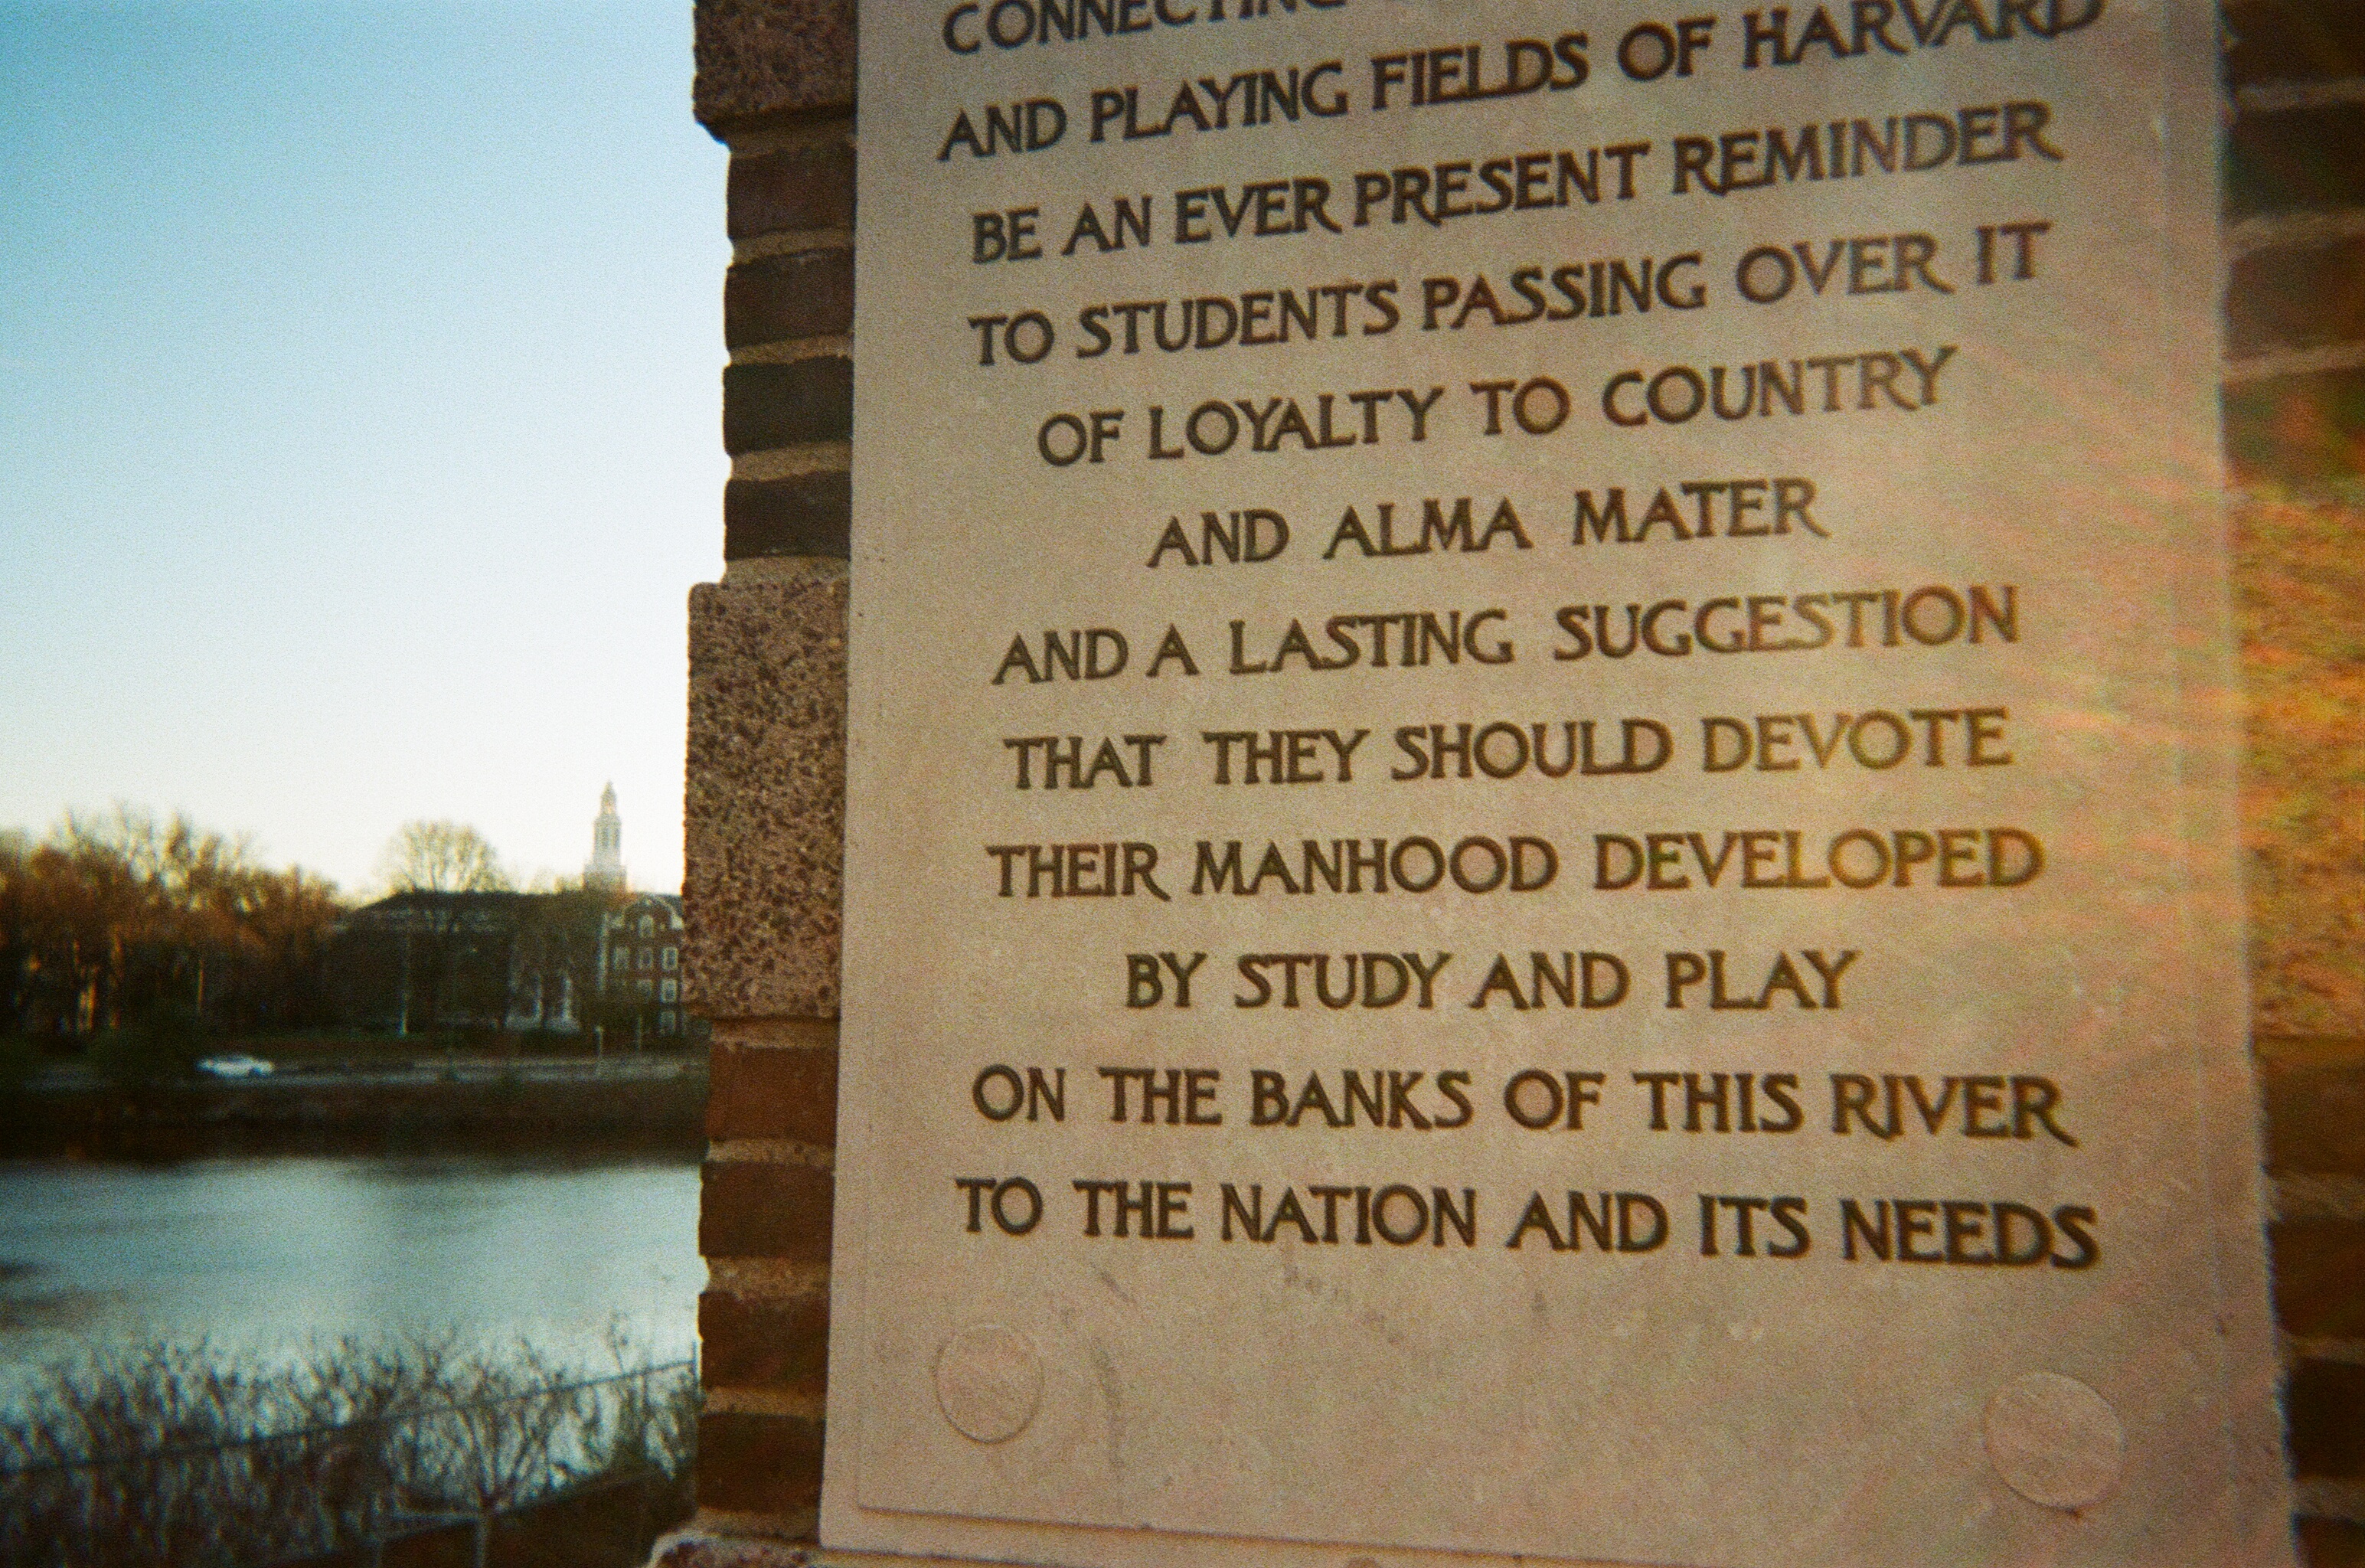 CONNECTING
AND PLAYING FIELDS OF HARVARD
BE AN EVER PRESENT REMINDER
TO STUDENTS PASSING OVER IT
OF LOYALTY TO COUNTRY
AND ALMA MATER
AND A LASTING SUGGESTION
THAT THEY SHOULD DEVOTE
THEIR MANHOOD DEVELOPED
BY STUDY AND PLAY
ON THE BANKS OF THIS RIVER
TO THE NATION AND ITS NEEDS